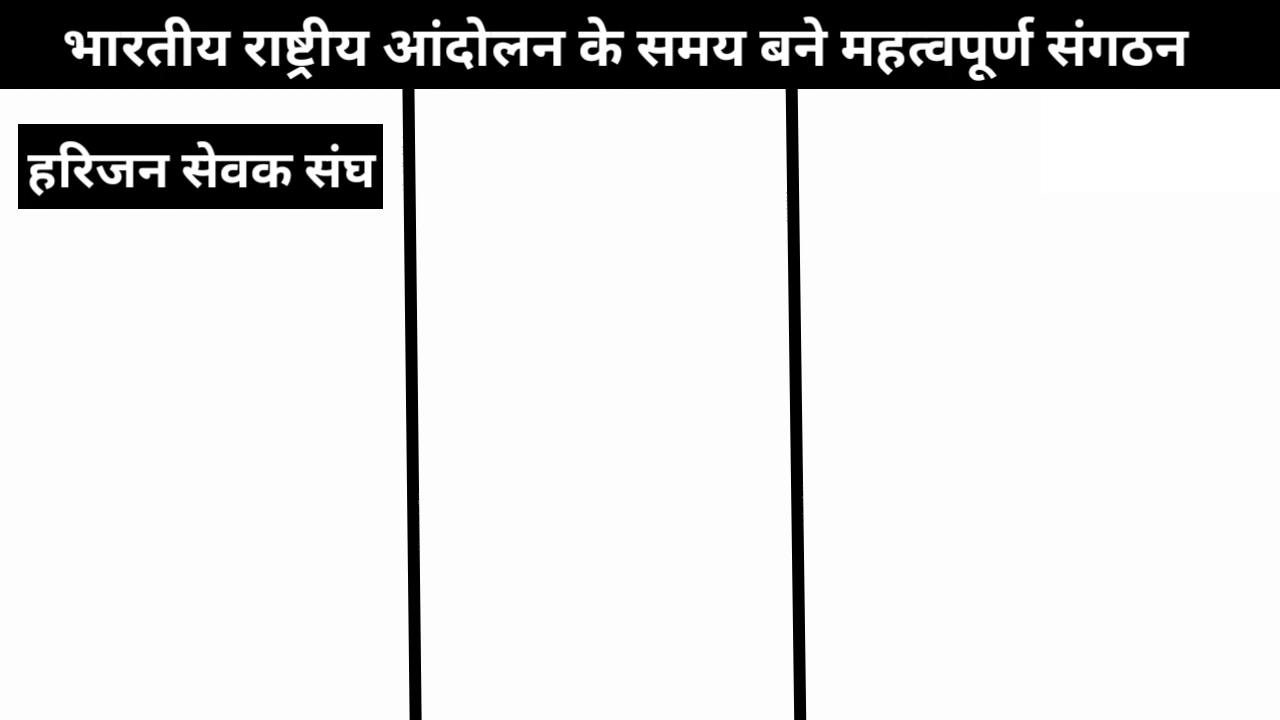 भारतीय राष्ट्रीय आंदोलन के समय बने महत्वपूर्ण संगठन
हरिजन सेवक संघ